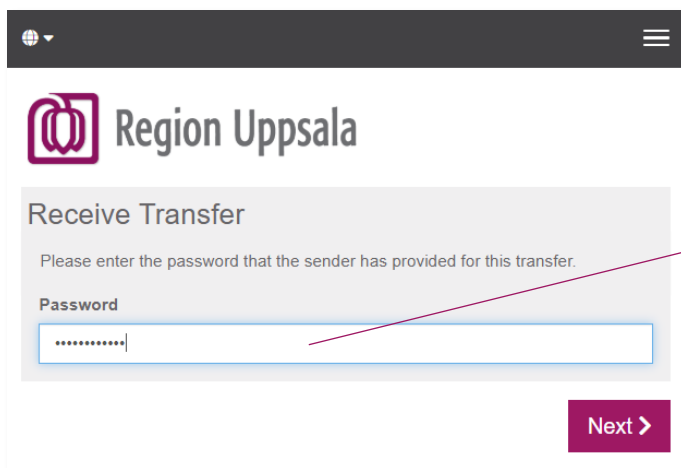 Region Uppsala
Receive Transfer
Please enter the password that the sender has provided for this transfer.
Password
••••••••••••
Next